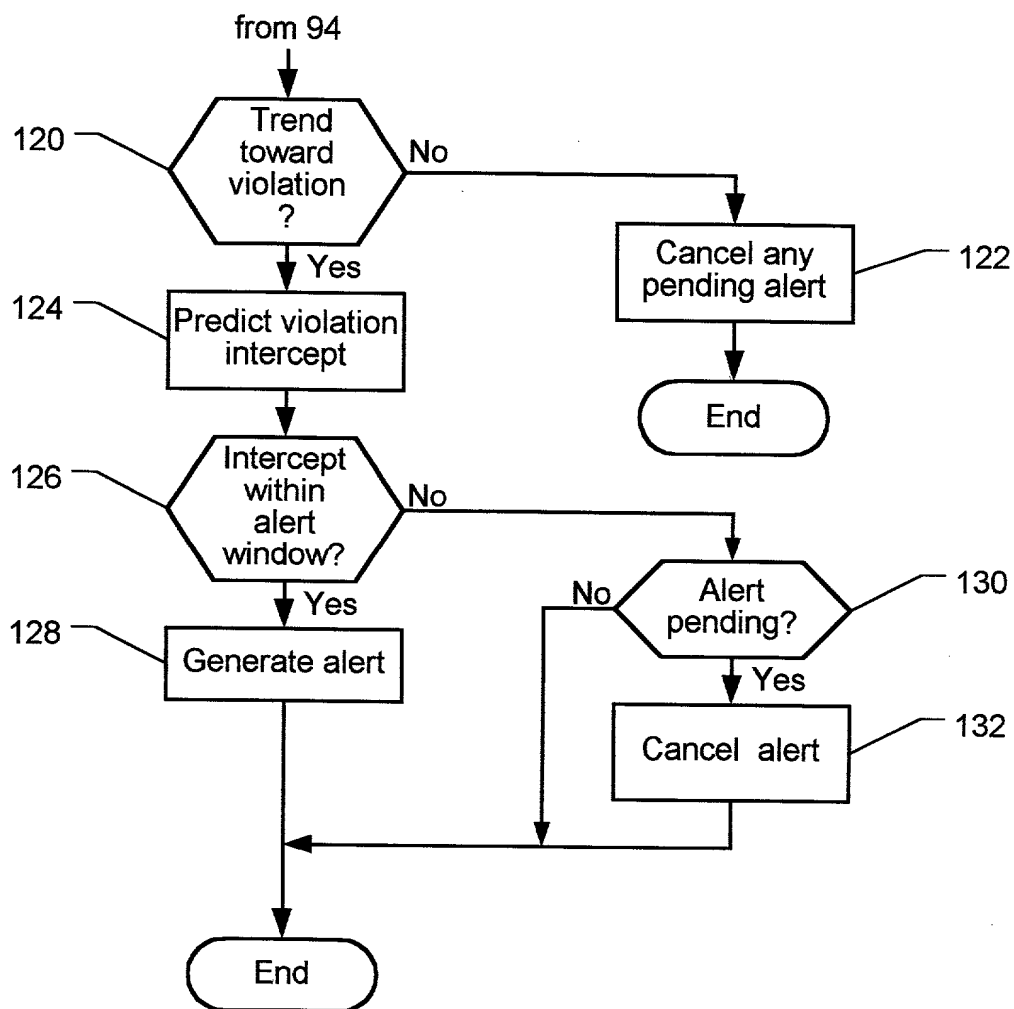 from 94
120
Trend
toward
violation
?
No
Yes
Cancel any
pending alert
122
124
Predict violation
intercept
End
126
Intercept
within
alert
window?
No
Yes
No
Alert
pending?
130
Yes
128
Generate alert
Cancel alert
132
End